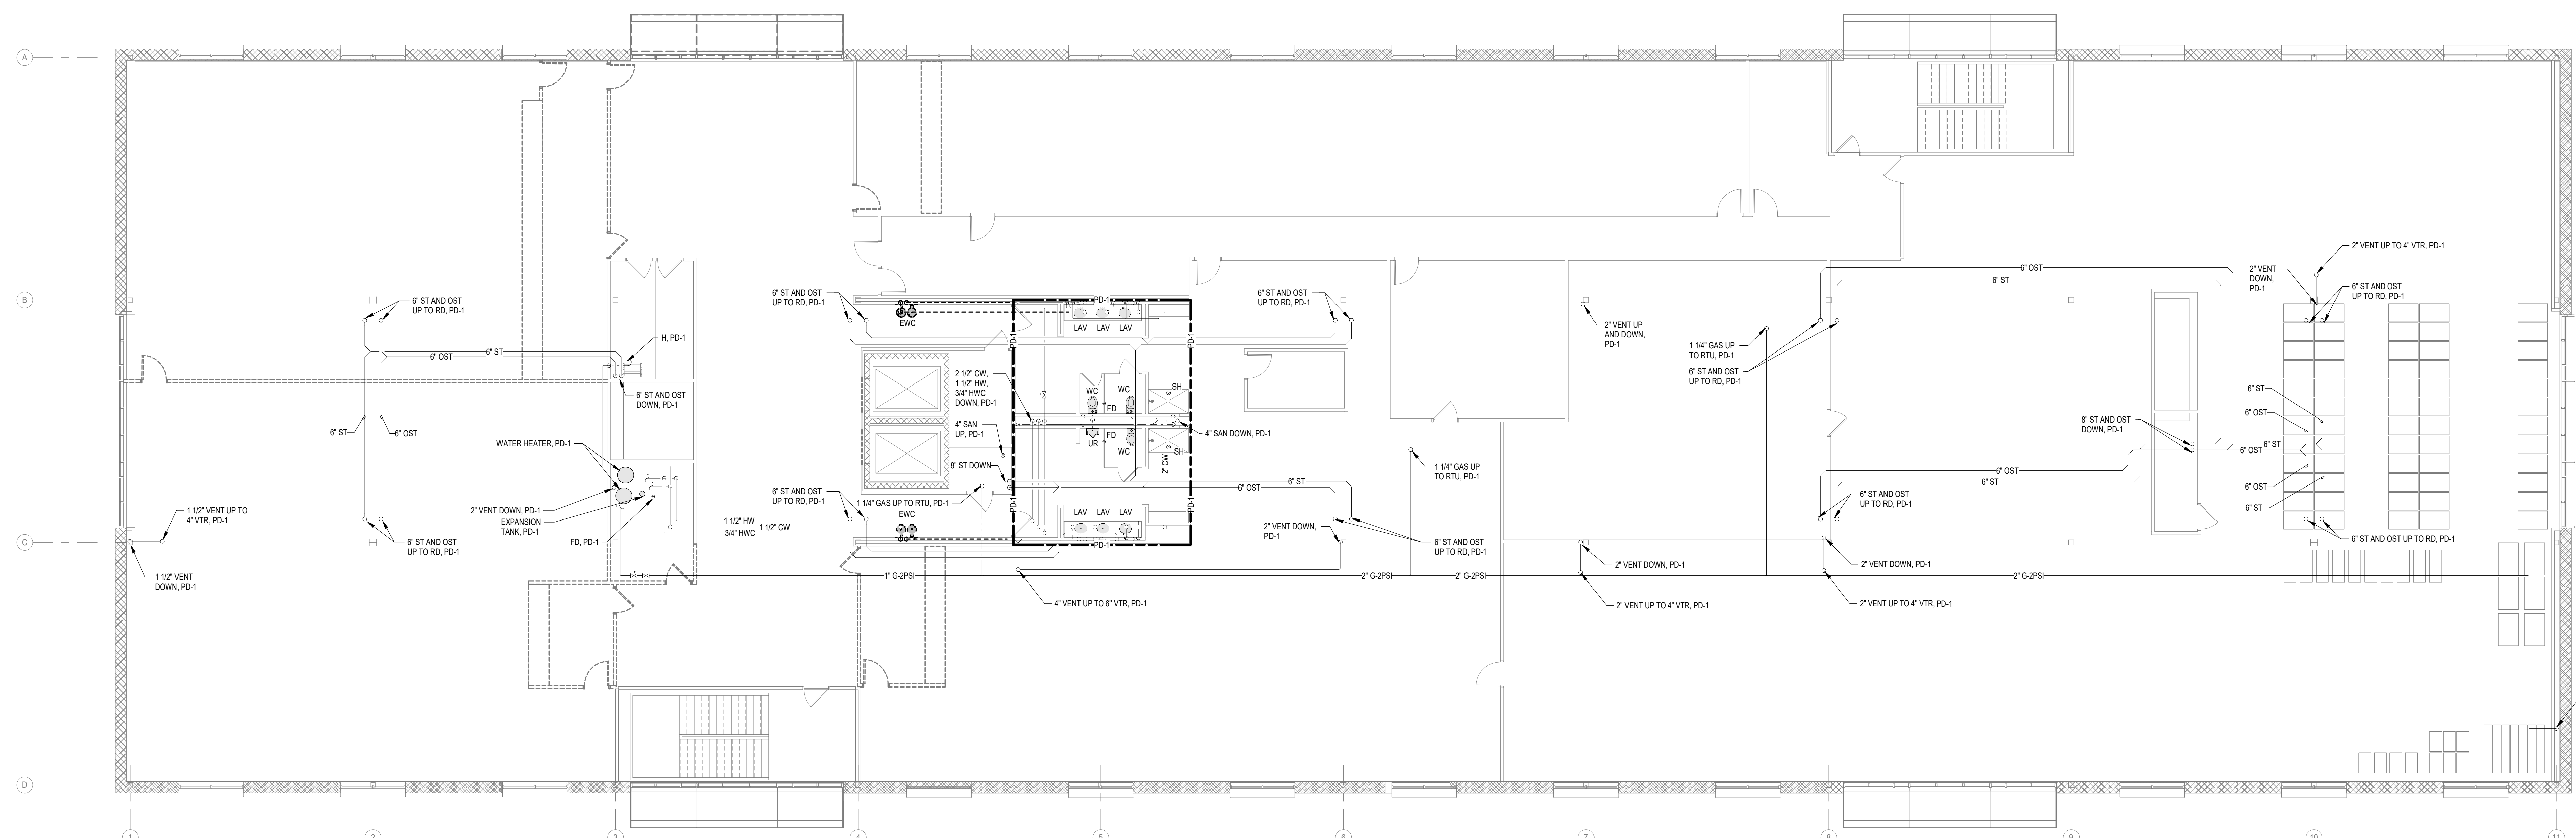 A
B
C
D
2" VENT UP TO 4" VTR, PD-1
2" VENT
DOWN,
PD-1
6" ST AND OST
UP TO RD, PD-1
6" OST
6" ST
6" ST AND OST
UP TO RD, PD-1
6" ST AND OST
UP TO RD, PD-1
PD-1
EWC
LAV
LAV
LAV
6" ST AND OST
UP TO RD, PD-1
2" VENT UP
AND DOWN,
PD-1
1 1/4" GAS UP
TO RTU, PD-1
6" ST AND OST
UP TO RD, PD-1
H, PD-1
6" ST
6" OST
6" ST AND OST
DOWN, PD-1
PD-1
PD-1
2 1/2" CW,
1 1/2" HW,
3/4" HWC
DOWN, PD-1
WC
WC
SH
FD
6" ST
6" OST
6" ST
6" OST
4" SAN
UP, PD-1
UR
FD
WC
SH
4" SAN DOWN, PD-1
8" ST AND OST
DOWN, PD-1
6" ST
6" OST
WATER HEATER, PD-1
8" ST DOWN
2" CW
1 1/4" GAS UP
TO RTU, PD-1
6" OST
6" ST
6" OST
6" ST
6" ST
6" OST
6" ST AND OST
UP TO RD, PD-1
1 1/4" GAS UP TO RTU, PD-1
EWC
PD-1
PD-1
6" ST AND OST
UP TO RD, PD-1
1 1/2" VENT UP TO
4" VTR, PD-1
2" VENT DOWN, PD-1
EXPANSION
TANK, PD-1
FD, PD-1
1 1/2" HW
1 1/2" CW
3/4" HWC
LAV
LAV
LAV
PD-1
2" VENT DOWN,
PD-1
6" ST AND OST
UP TO RD, PD-1
6" ST AND OST
UP TO RD, PD-1
6" ST AND OST UP TO RD, PD-1
1 1/2" VENT
DOWN, PD-1
2" VENT DOWN, PD-1
2" VENT DOWN, PD-1
1" G-2PSI
2" G-2PSI
2" G-2PSI
2" G-2PSI
4" VENT UP TO 6" VTR, PD-1
2" VENT UP TO 4" VTR, PD-1
2" VENT UP TO 4" VTR, PD-1
1
2
3
4
5
6
7
8
9
10
11